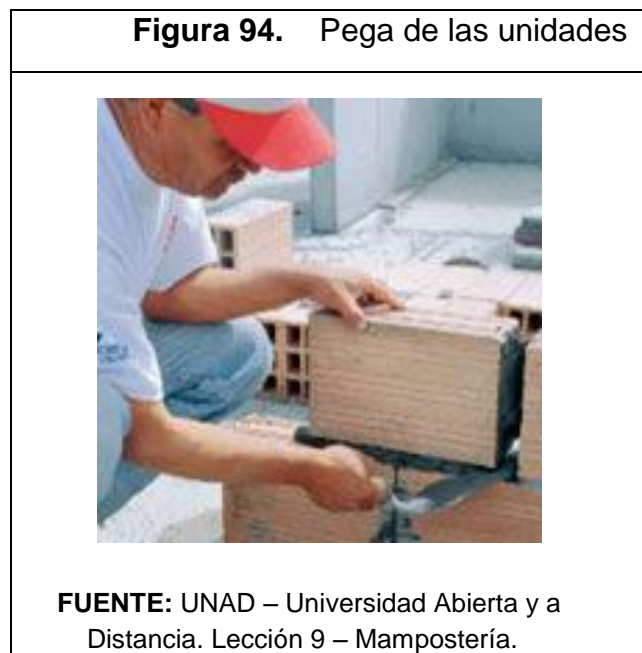 Figura 94. Pega de las unidades
FUENTE: UNAD – Universidad Abierta y a
Distancia. Lección 9 – Mampostería.